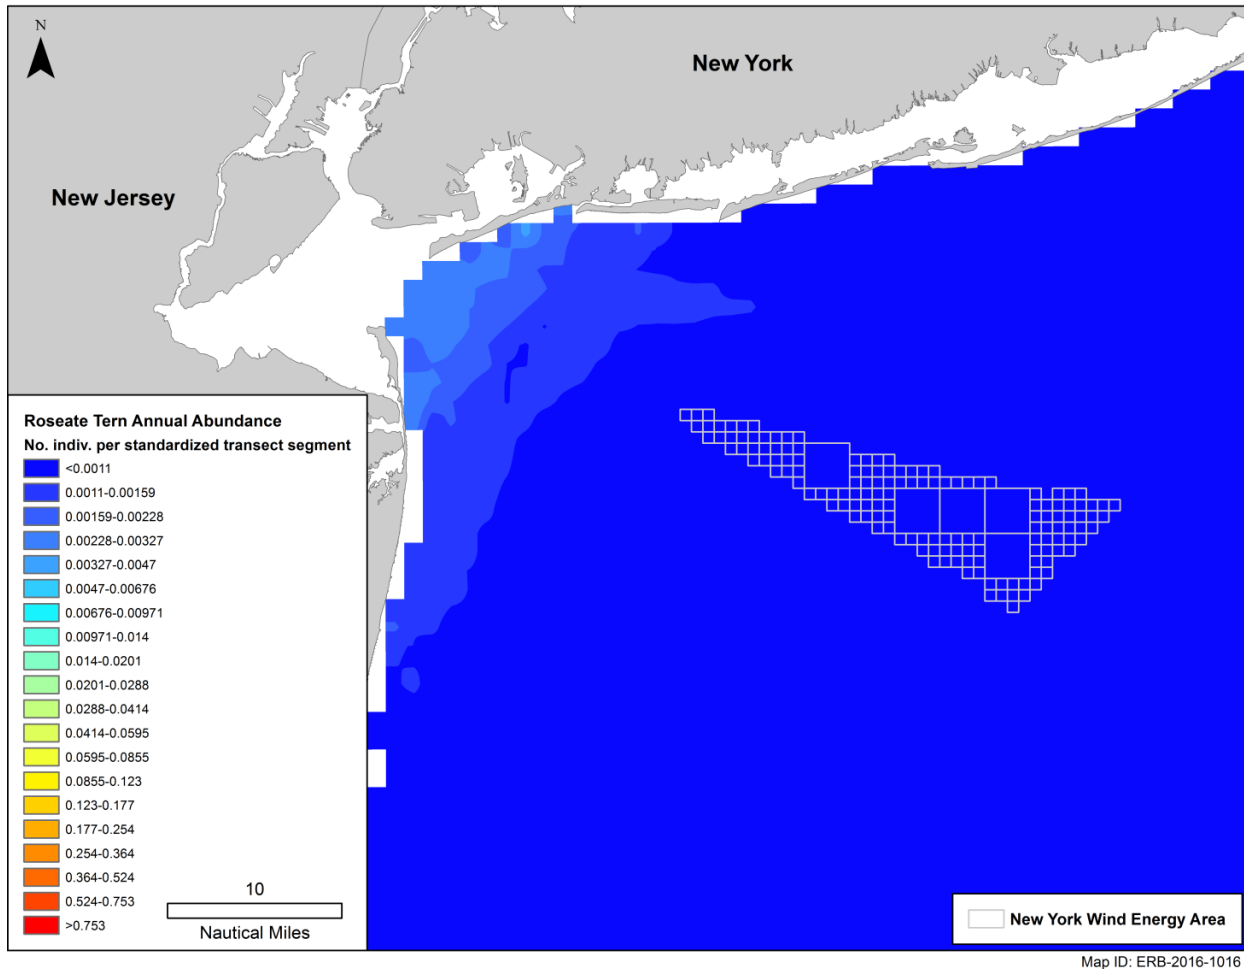 N
New York
New Jersey
Roseate Tern Annual Abundance
No. indiv. per standardized transect segment
<0.0011
0.0011-0.00159
0.00159-0.00228
0.00228-0.00327
0.00327-0.0047
0.0047-0.00676
0.00676-0.00971
0.00971-0.014
0.014-0.0201
0.0201-0.0288
0.0288-0.0414
0.0414-0.0595
0.0595-0.0855
0.0855-0.123
0.123-0.177
0.177-0.254
0.254-0.364
0.364-0.524
0.524-0.753
>0.753
10
Nautical Miles
New York Wind Energy Area
Map ID: ERB-2016-1016